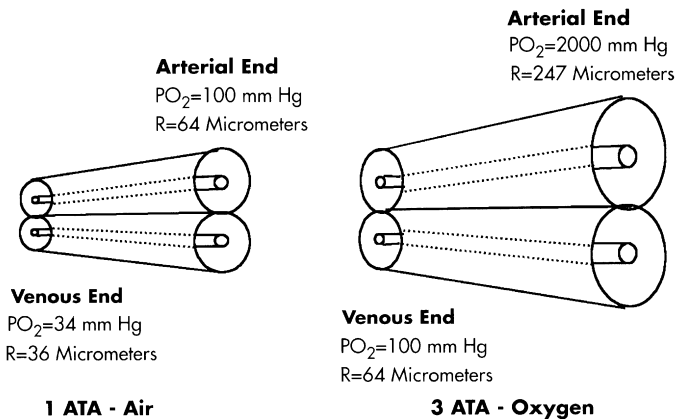 Arterial End
PO2=100 mm Hg
R=64 Micrometers
Venous End
PO2=34 mm Hg
R=36 Micrometers
1 ATA - Air
Arterial End
PO2=2000 mm Hg
R=247 Micrometers
Venous End
PO2=100 mm Hg
R=64 Micrometers
3 ATA - Oxygen